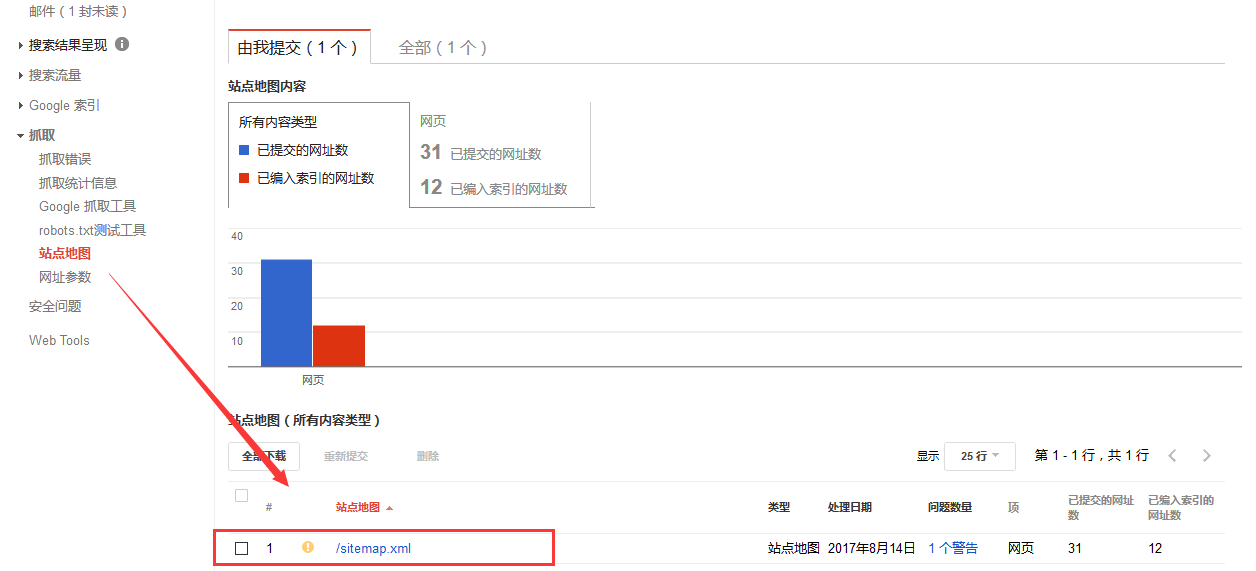 邮件 ( 1 封未读 )
搜索结果呈现
搜索流量
Google 索引
抓取
抓取错误
抓取统计信息
Google 抓取工具
robots.txt测试工具
站点地图
网址参数
安全问题
Web Tools
由我提交 ( 1 个 )
全部 ( 1 个 )
站点地图内容
所有内容类型
已提交的网址数
已编入索引的网址数
网页
31 已提交的网址数
12 已编入索引的网址数
40
30
20
10
网页
站点地图 ( 所有内容类型 )
全部下载 重新提交 删除
显示 25 行 第 1 - 1 行 , 共 1 行
# 站点地图 类型 处理日期 问题数量 项 已提交的网址数 已编入索引的网址数
1 /sitemap.xml 站点地图 2017年8月14日 1 个警告 网页 31 12